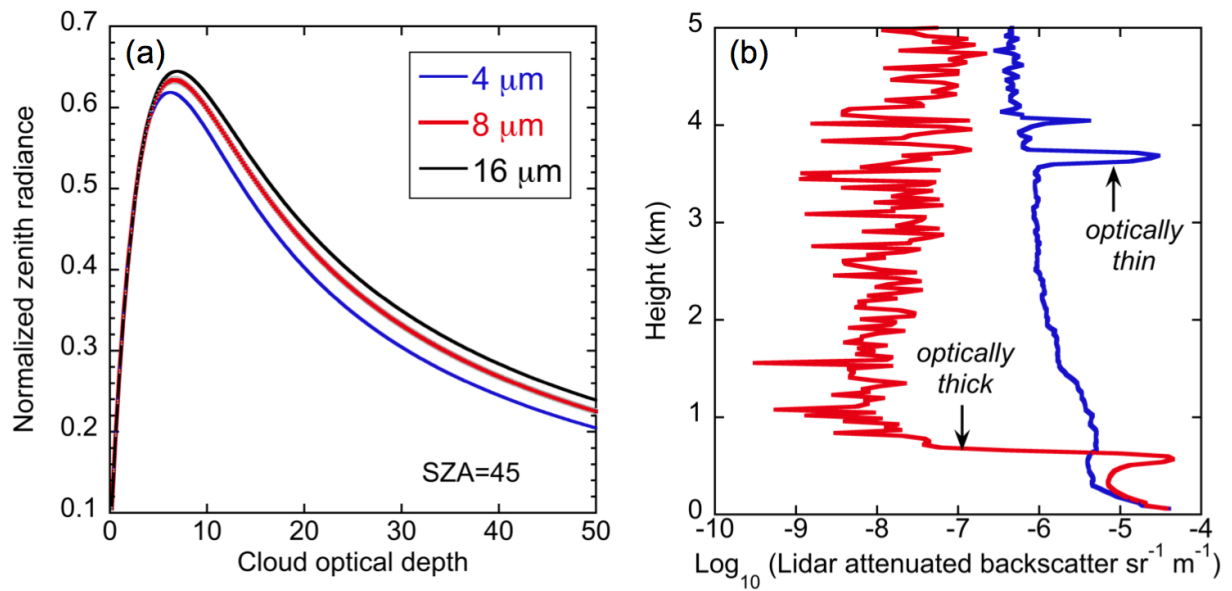 (a)
0.7
0.6
0.5
0.4
0.3
0.2
0.1
Normalized zenith radiance
4 μm
8 μm
16 μm
SZA=45
0 10 20 30 40 50
Cloud optical depth
(b)
5
4
3
2
1
0
Height (km)
optically
thin
optically
thick
-10 -9 -8 -7 -6 -5 -4
Log10 (Lidar attenuated backscatter sr⁻¹ m⁻¹)